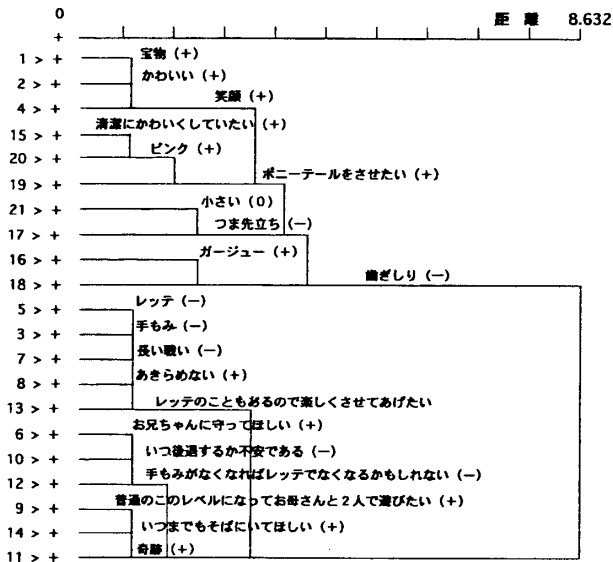 0 距離 8.632
+
1 > + 宝物 (+)
2 > + かわいい (+)
4 > + 笑顔 (+)
15 > + 清潔にかわいくしていたい (+)
20 > + ピンク (+)
19 > + ポニーテールをさせたい (+)
21 > + 小さい (0)
17 > + つま先立ち (−)
16 > + ガージュー (+)
18 > + 歯ぎしり (−)
5 > + レッテ (−)
3 > + 手もみ (−)
7 > + 長い戦い (−)
8 > + あきらめない (+)
13 > + レッテのこともあるので楽しくさせてあげたい
6 > + お兄ちゃんに守ってほしい (+)
10 > + いつ後退するか不安である (−)
12 > + 手もみがなくなればレッテでなくなるかもしれない (−)
9 > + 普通のこのレベルになってお母さんと2人で遊びたい (+)
14 > + いつまでもそばにいてほしい (+)
11 > + 奇跡 (+)